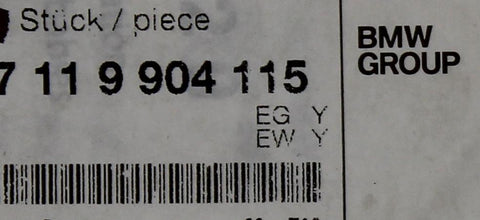 Stück / piece
7 11 9 904 115
BMW
GROUP
EG Y
EW Y